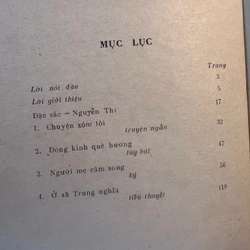 MỤC LỤC
Trang
Lời nói đầu 3
Lời giới thiệu 5
Đặc sắc — Nguyễn Thi 17
1. Chuyện xóm tôi
truyện ngắn 32
2. Dòng kinh quê hương
tùy bút 47
3. Người mẹ cầm súng
ký 56
4. Ở xã Trung nghĩa
tiểu thuyết 119